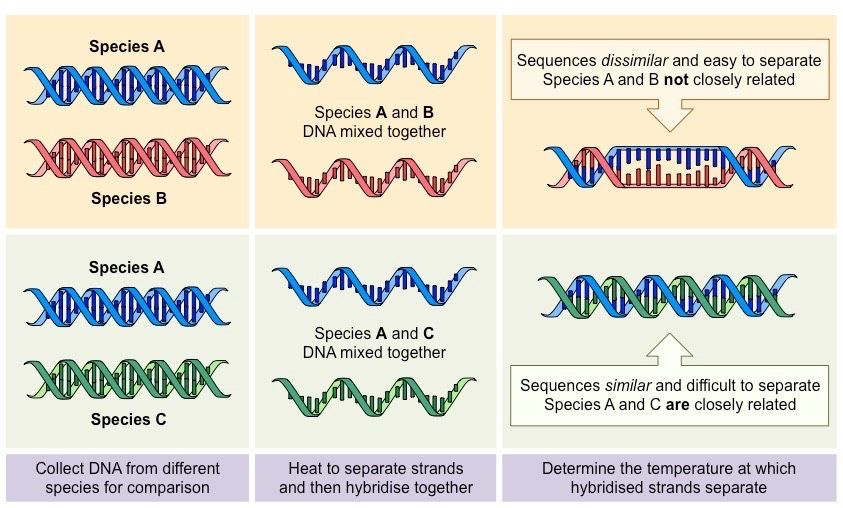 Species A
Species B
Species A and B
DNA mixed together
Sequences dissimilar and easy to separate
Species A and B not closely related
Species A
Species C
Species A and C
DNA mixed together
Sequences similar and difficult to separate
Species A and C are closely related
Collect DNA from different
species for comparison
Heat to separate strands
and then hybridise together
Determine the temperature at which
hybridised strands separate